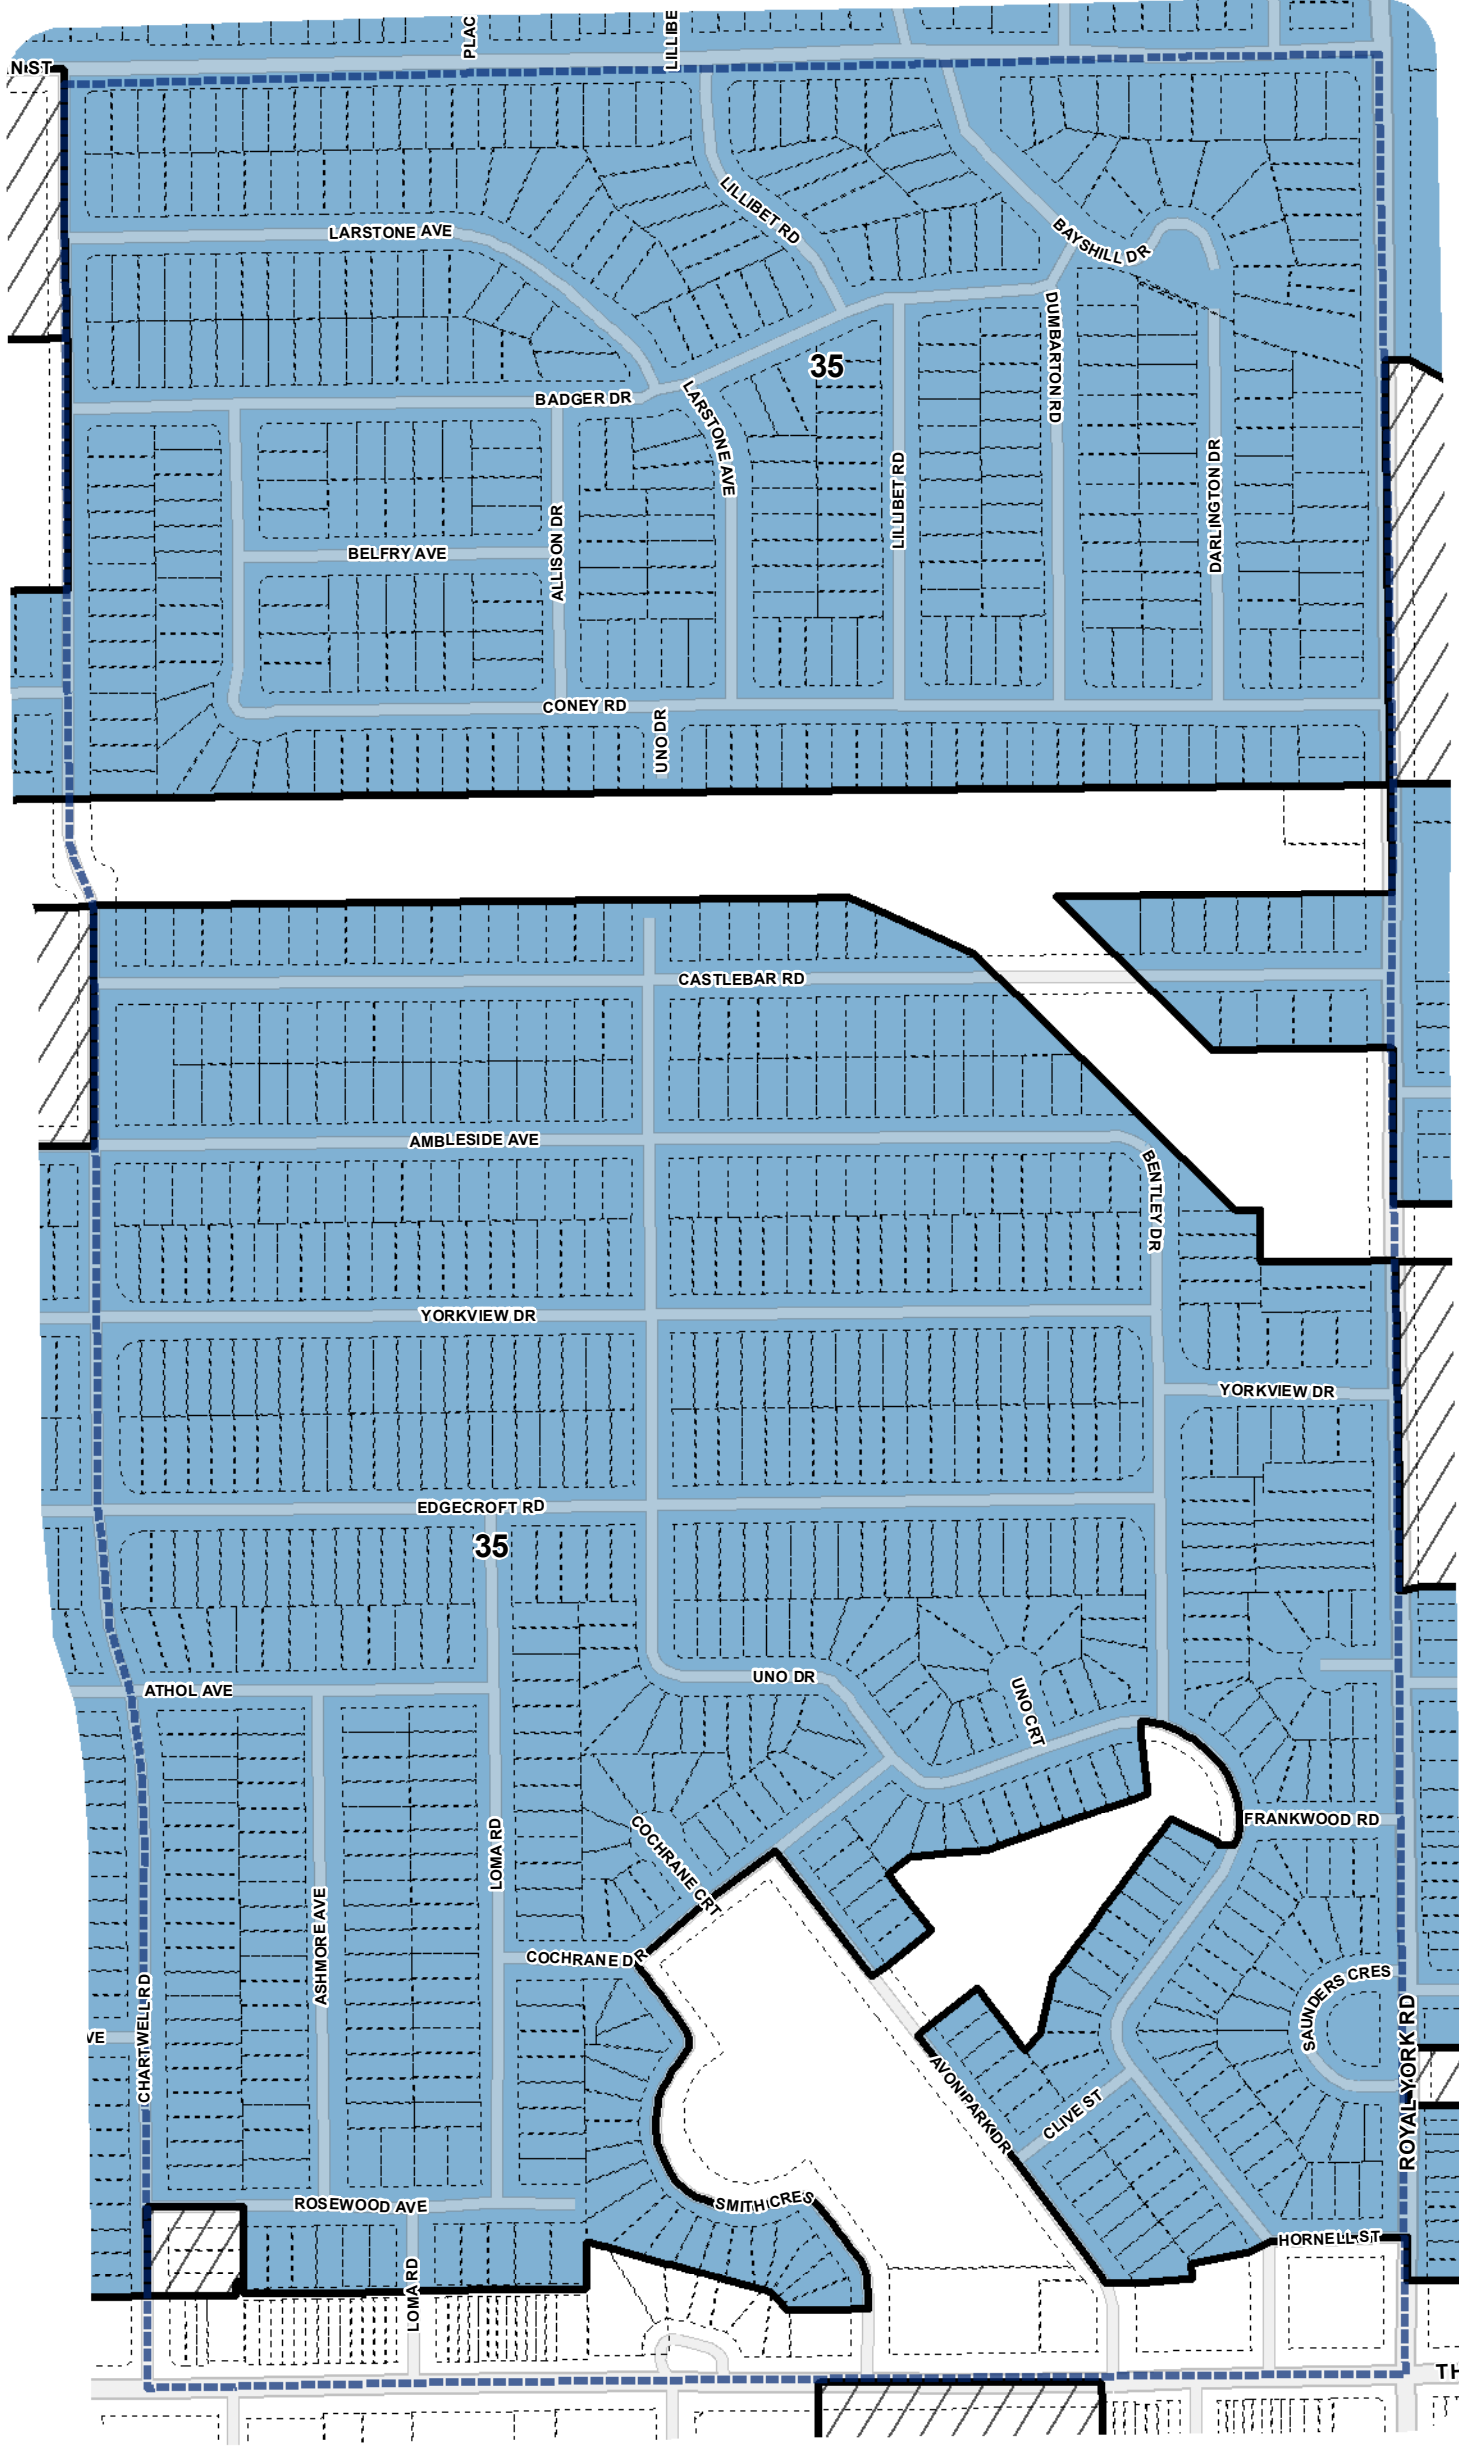 PLAC
LILLIBE
N ST
LILLIBET RD
LARSTONE AVE
BAYSHILL DR
DUMBARTON RD
35
BADGER DR
LARSTONE AVE
LILLIBET RD
DARLINGTON DR
ALLISON DR
BELFRY AVE
CONEY RD
UNO DR
CASTLEBAR RD
AMBLESIDE AVE
BENTLEY DR
YORKVIEW DR
YORKVIEW DR
EDGECROFT RD
35
UNO DR
ATHOL AVE
UNO CRT
FRANKWOOD RD
COCHRANE CRT
LOMA RD
ASHMORE AVE
COCHRANE DR
SAUNDERS CRES
CHARTWELL RD
VE
ROYAL YORK RD
AVONPARK DR
CLIVE ST
SMITH CRES
ROSEWOOD AVE
HORNELL ST
LOMA RD
TH